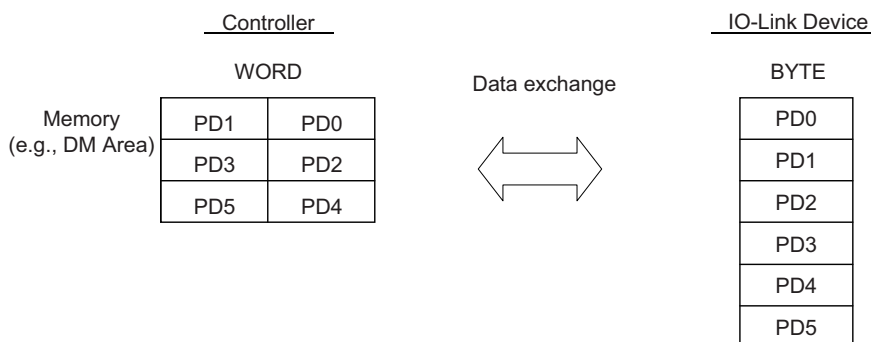 Controller
WORD
Memory
(e.g., DM Area)
PD1 PD0
PD3 PD2
PD5 PD4
Data exchange
IO-Link Device
BYTE
PD0
PD1
PD2
PD3
PD4
PD5